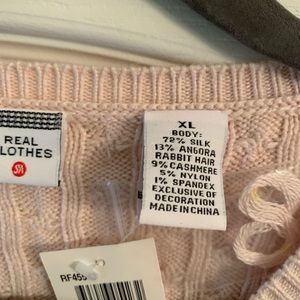 REAL
CLOTHES
XL
BODY:
72% SILK
13% ANGORA
RABBIT HAIR
9% CASHMERE
5% NYLON
1% SPANDEX
EXCLUSIVE OF
DECORATION
MADE IN CHINA